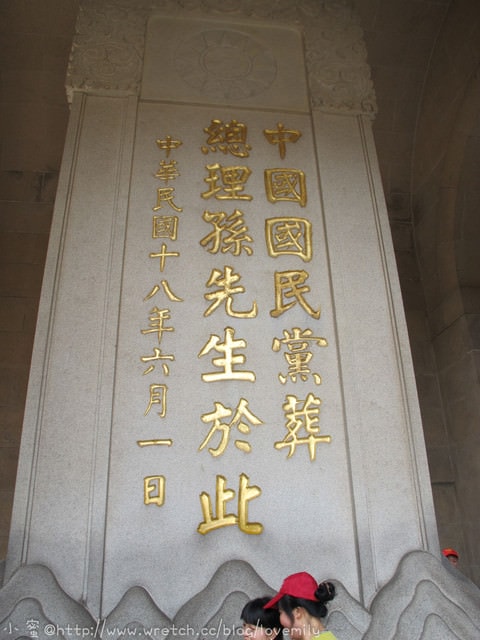 中國國民黨葬
總理孫先生於此
中華民國十八年六月一日
小蜜@http://www.wretch.cc/blog/lovemily